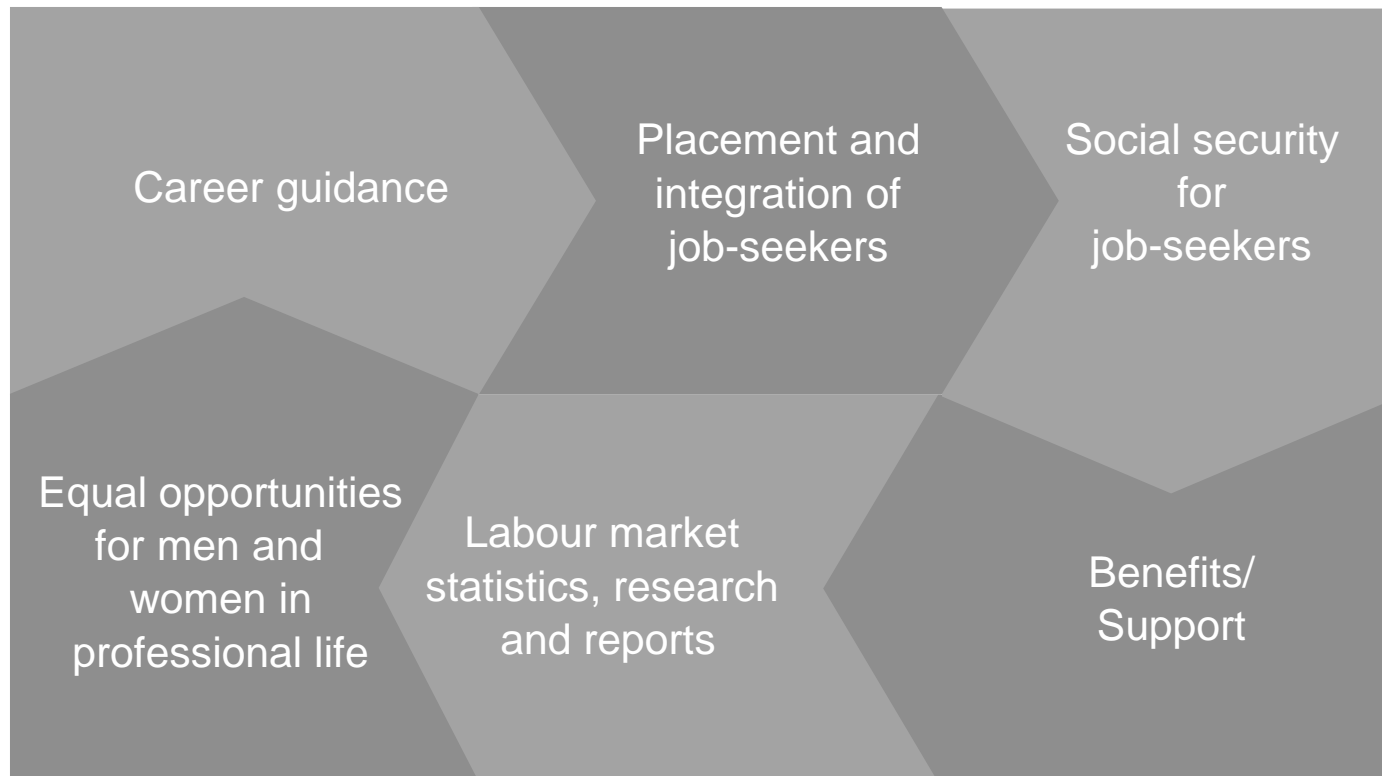 Career guidance
Placement and
integration of
job-seekers
Social security
for
job-seekers
Equal opportunities
for men and
women in
professional life
Labour market
statistics, research
and reports
Benefits/
Support